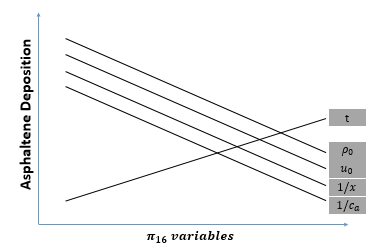 Asphaltene Deposition
t
ρ₀
u₀
1/x
1/cₐ
π₁₆ variables